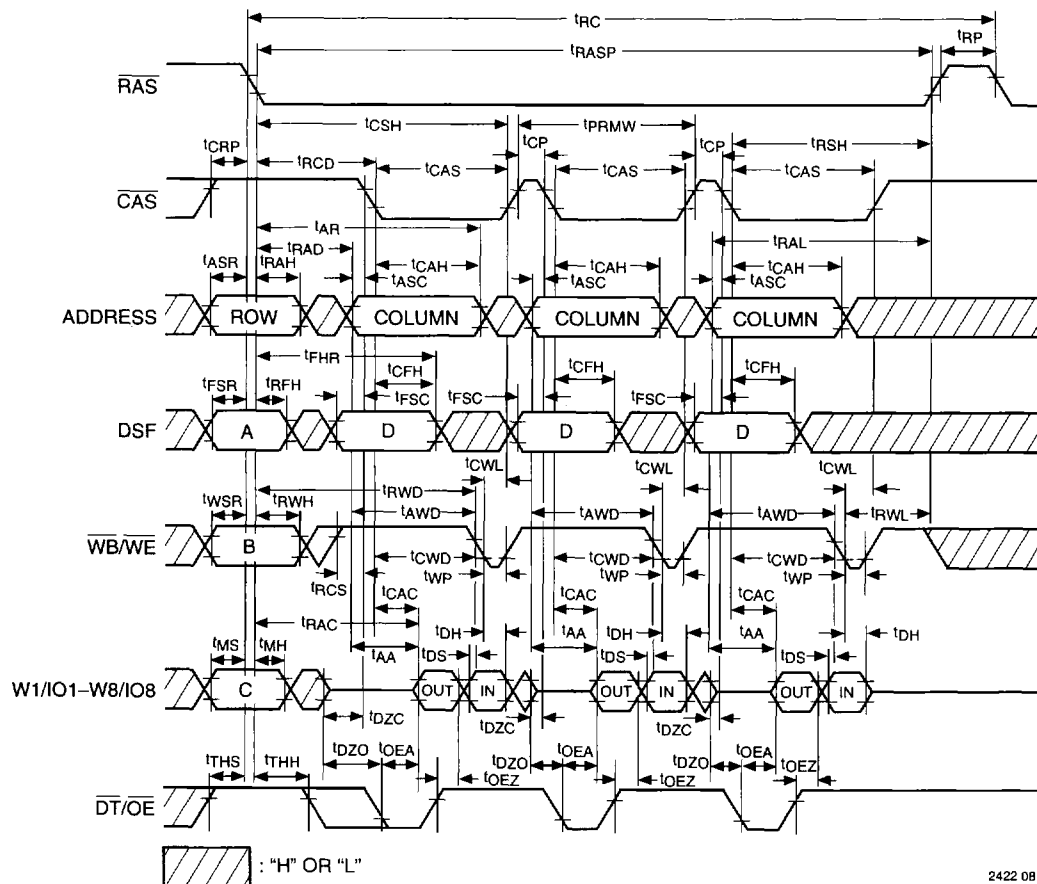 tRC
tRASP tRP
RAS
tCSH tPRMW
tCRP tCP tCP tRSH
tRCD tCAS tCAS tCAS
CAS
tAR
tRAD tRAL
tASR tRAH tCAH tCAH tCAH
tASC tASC tASC
ADDRESS ROW COLUMN COLUMN COLUMN
tFHR
tCFH tCFH tCFH
tFSR tRFH tFSC tFSC tFSC
DSF A D D D
tCWL tCWL tCWL
tRWD
tWSR tRWH tAWD tAWD tAWD tRWL
WB/WE B
tCWD tCWD tCWD
tRCS tWP tWP tWP
tCAC tCAC tCAC
tRAC
tMS tMH tDH tDH tDH
tAA tAA tAA
tDS tDS tDS
W1/IO1–W8/IO8 C OUT IN OUT IN OUT IN
tDZC tDZC tDZC
tDZO tOEA tDZO tOEA tDZO tOEA
tTHS tTHH tOEZ tOEZ tOEZ
DT/OE
: "H" OR "L"
2422 08